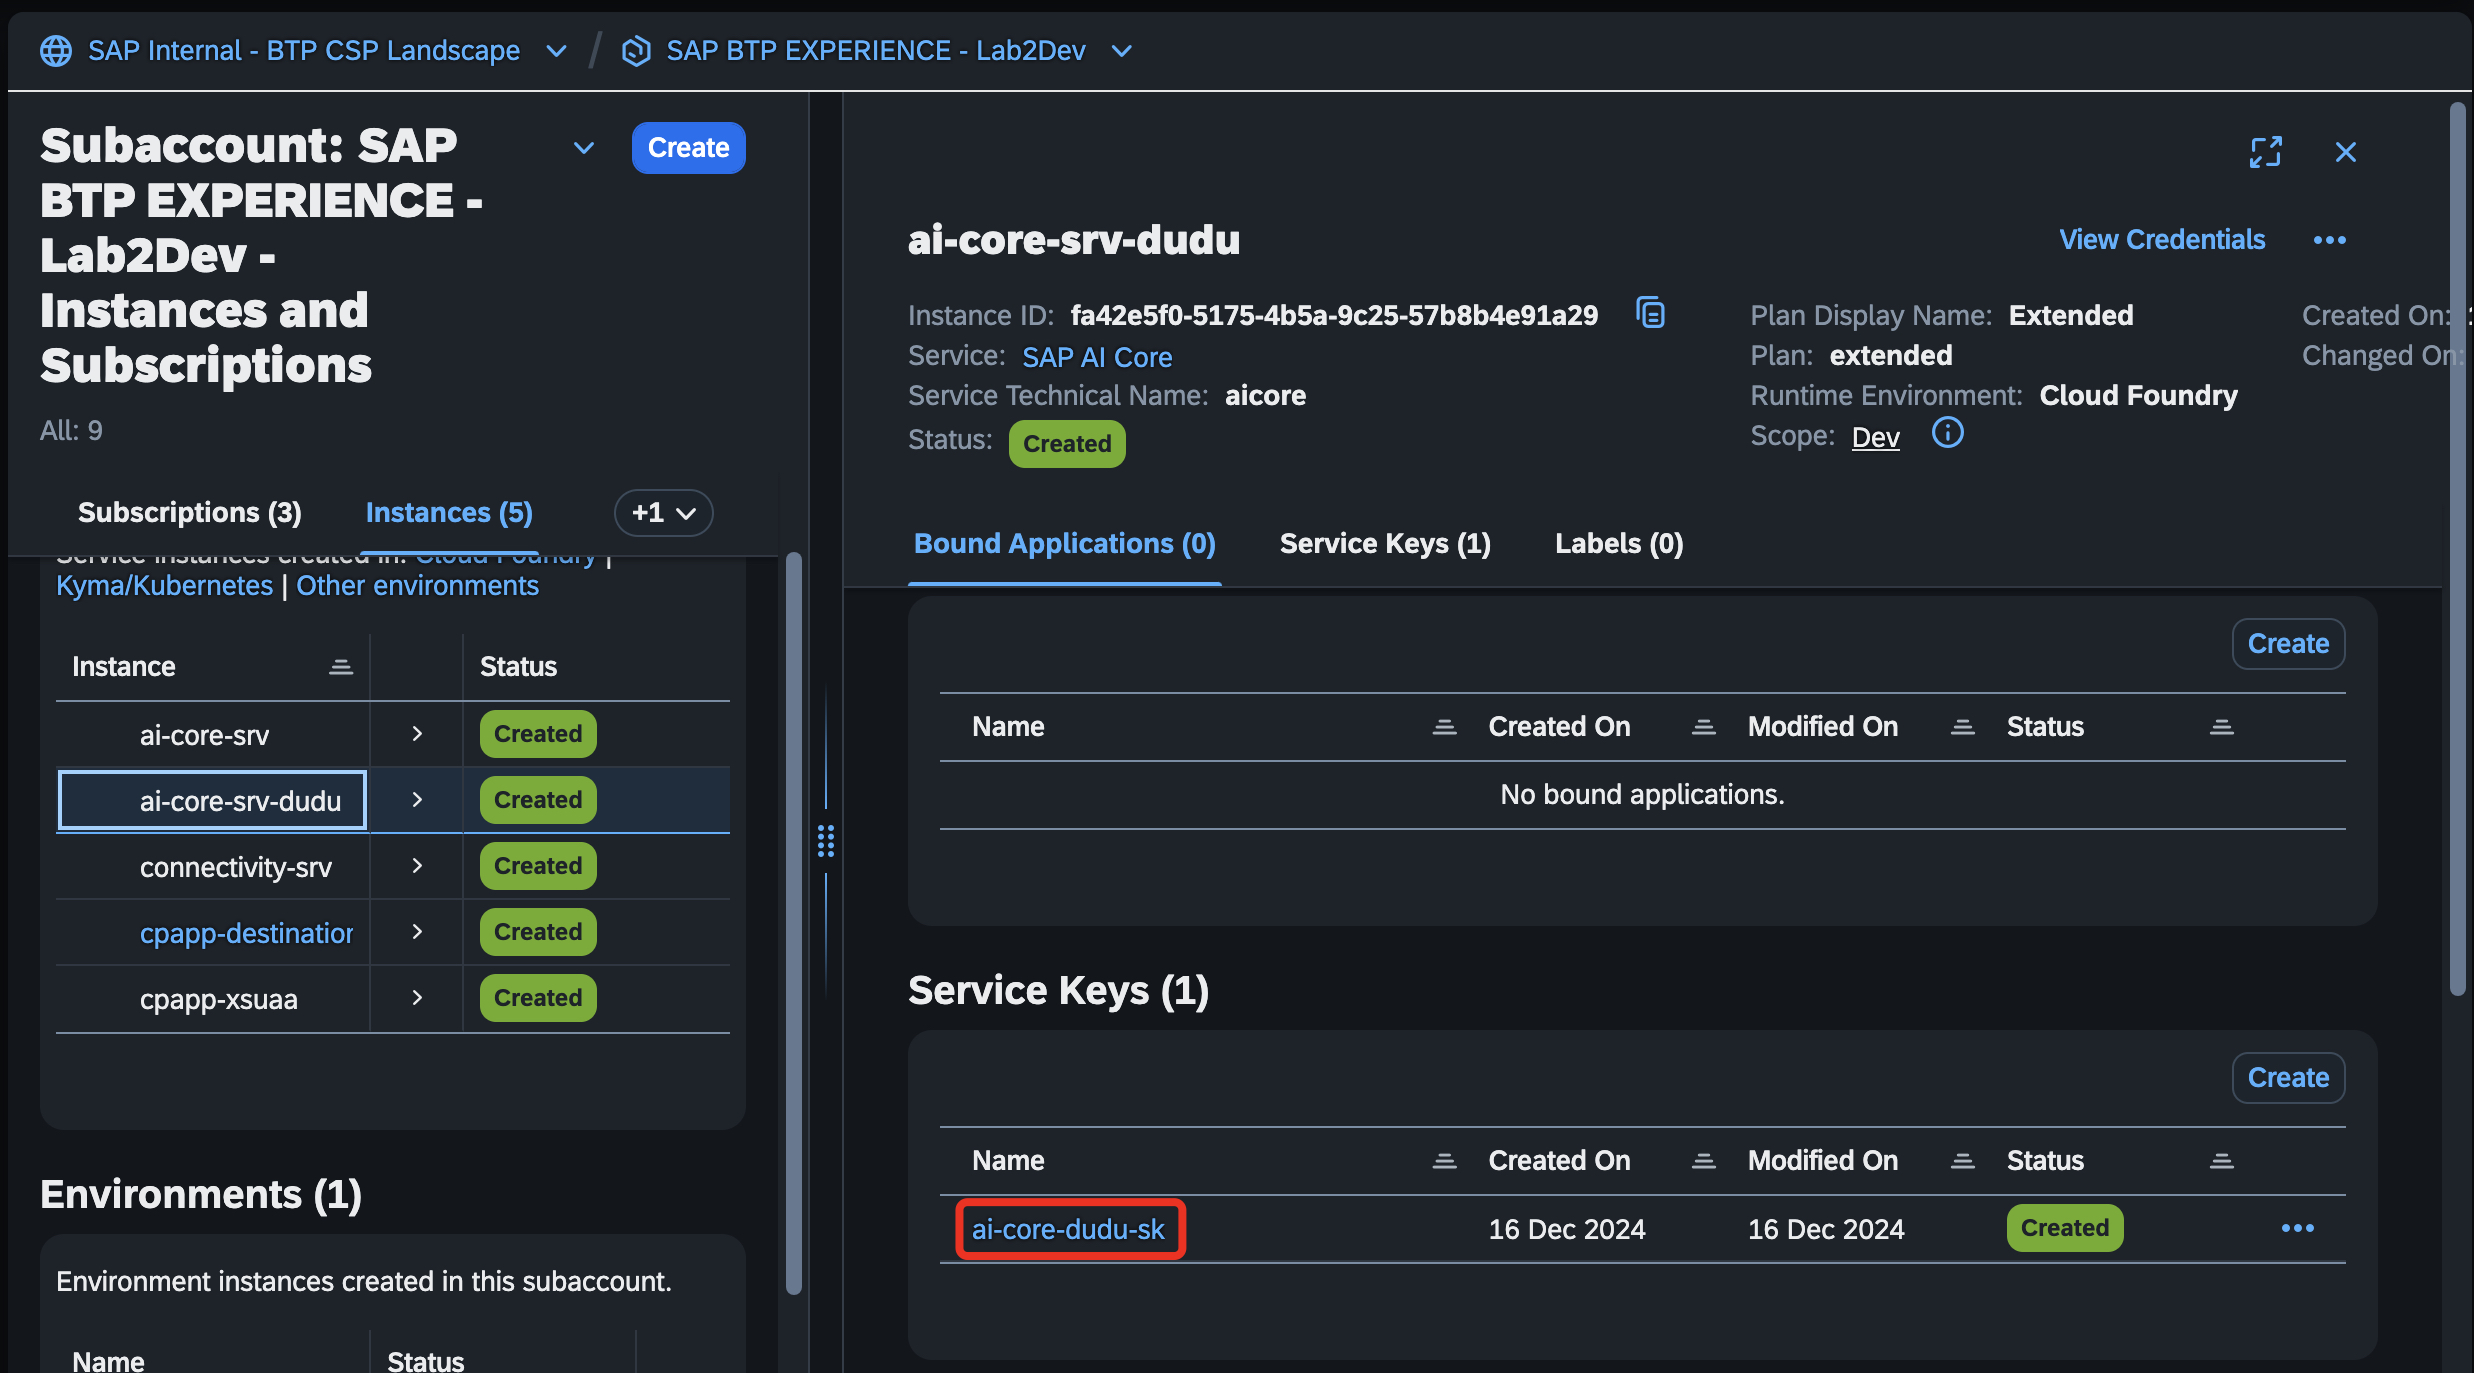 SAP Internal - BTP CSP Landscape / SAP BTP EXPERIENCE - Lab2Dev
Subaccount: SAP
BTP EXPERIENCE -
Lab2Dev -
Instances and
Subscriptions
Create
All: 9
Subscriptions (3) Instances (5) +1
Service instances created in: Cloud Foundry |
Kyma/Kubernetes | Other environments
Instance Status
ai-core-srv Created
ai-core-srv-dudu Created
connectivity-srv Created
cpapp-destination Created
cpapp-xsuaa Created
Environments (1)
Environment instances created in this subaccount.
Name Status
ai-core-srv-dudu
View Credentials
Instance ID: fa42e5f0-5175-4b5a-9c25-57b8b4e91a29
Service: SAP AI Core
Service Technical Name: aicore
Status: Created
Plan Display Name: Extended
Plan: extended
Runtime Environment: Cloud Foundry
Scope: Dev
Created On:
Changed On:
Bound Applications (0) Service Keys (1) Labels (0)
Create
Name Created On Modified On Status
No bound applications.
Service Keys (1)
Create
Name Created On Modified On Status
ai-core-dudu-sk 16 Dec 2024 16 Dec 2024 Created